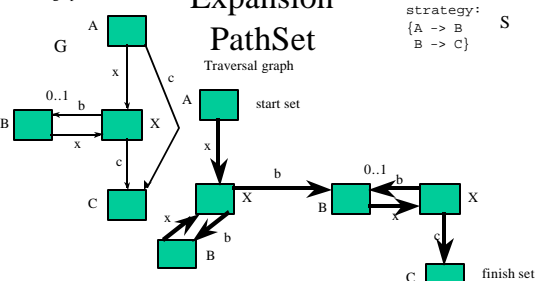 Expansion
PathSet
strategy:
{A -> B
B -> C}
S
G
A
x
c
0..1
b
B
X
x
c
C
Traversal graph
A
start set
x
b
X
x
b
B
0..1
b
B
x
X
c
C
finish set